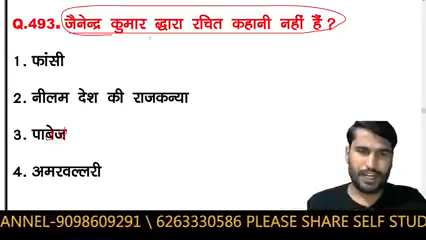 Q.493. जैनेन्द्र कुमार द्धारा रचित कहानी नहीं हैं ?
1. फांसी
2. नीलम देश की राजकन्या
3. पाबेज
4. अमरवल्लरी
ANNEL-9098609291 \ 6263330586 PLEASE SHARE SELF STUD